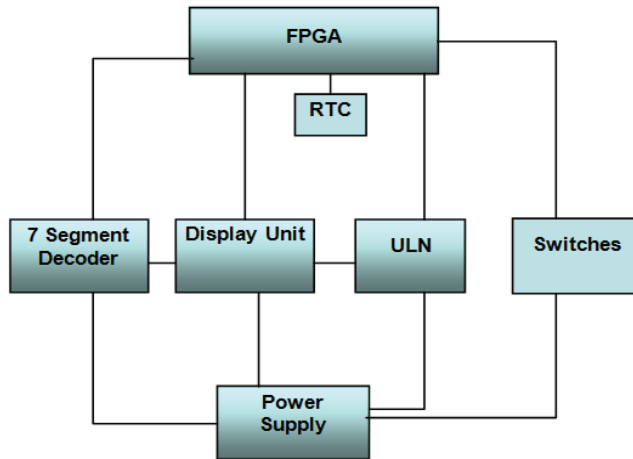 FPGA
RTC
7 Segment
Decoder
Display Unit
ULN
Switches
Power
Supply